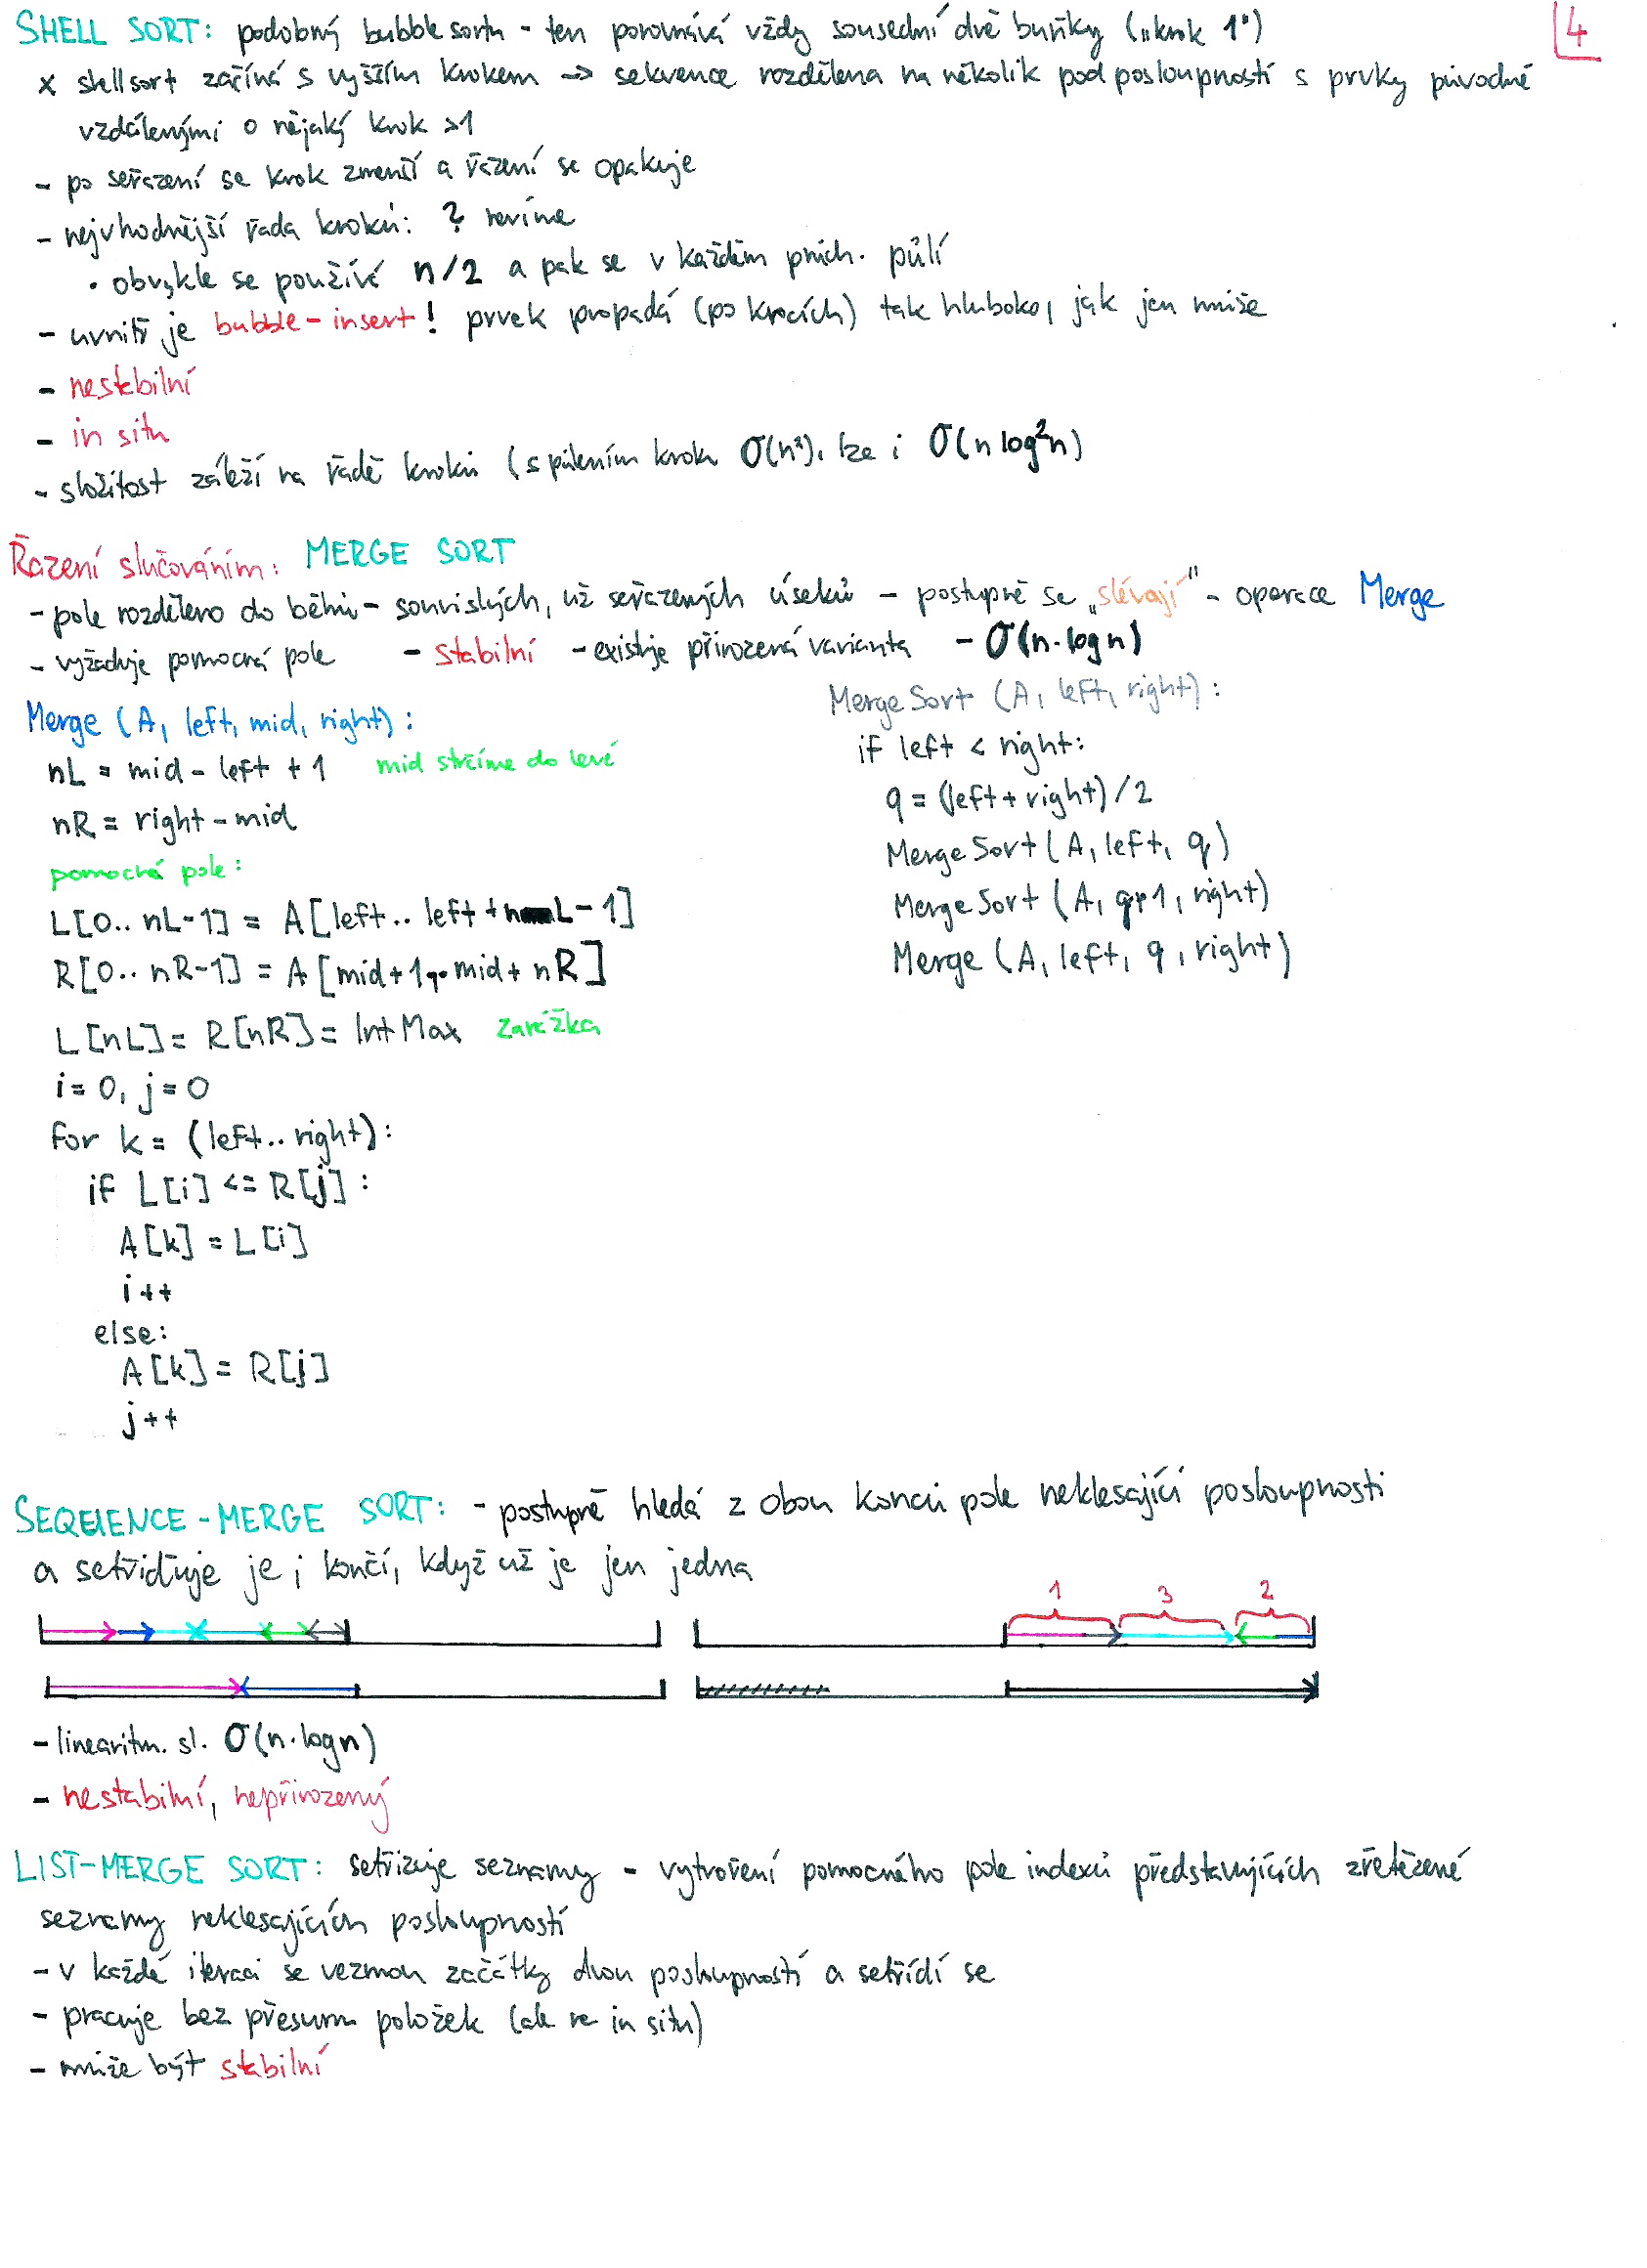 4
SHELL SORT: podobný bubble sortu - ten porovnává vždy sousední dvě buňky („krok 1")
x shellsort začíná s vyšším krokem -> sekvence rozdělena na několik podposloupností s prvky původně
vzdálenými o nějaký krok >1
- po seřazení se krok zmenší a řazení se opakuje
- nejvhodnější řada kroků: ? nevíme
• obvykle se používá n/2 a pak se v každém průch. půlí
- uvnitř je bubble-insert! prvek propadá (po krocích) tak hluboko, jak jen může
- nestabilní
- in situ
- složitost záleží na řadě kroků (s půlením kroku O(n²), lze i O(n log²n)
Řazení slučováním: MERGE SORT
- pole rozděleno do běhů - souvislých, už seřazených úseků - postupně se „slévají" - operace Merge
- vyžaduje pomocná pole - stabilní - existuje přirozená varianta - O(n·log n)
Merge (A, left, mid, right):
nL = mid - left + 1 mid strčíme do levé
nR = right - mid
pomocná pole:
L[0.. nL-1] = A[left.. left + nL-1]
R[0.. nR-1] = A[mid+1.. mid + nR]
L[nL] = R[nR] = IntMax zarážka
i = 0, j = 0
for k = (left.. right):
if L[i] <= R[j]:
A[k] = L[i]
i++
else:
A[k] = R[j]
j++
MergeSort (A, left, right):
if left < right:
q = (left + right)/2
MergeSort (A, left, q)
MergeSort (A, q+1, right)
Merge (A, left, q, right)
SEQUENCE-MERGE SORT: - postupně hledá z obou konců pole neklesající posloupnosti
a setřiďuje je; končí, když už je jen jedna
1 3 2
- linearitm. sl. O(n·log n)
- nestabilní, nepřirozený
LIST-MERGE SORT: setřizuje seznamy - vytvoření pomocného pole indexů představujících zřetězené
seznamy neklesajících posloupností
- v každé iteraci se vezmou začátky dvou posloupností a setřídí se
- pracuje bez přesunu položek (ale ne in situ)
- může být stabilní